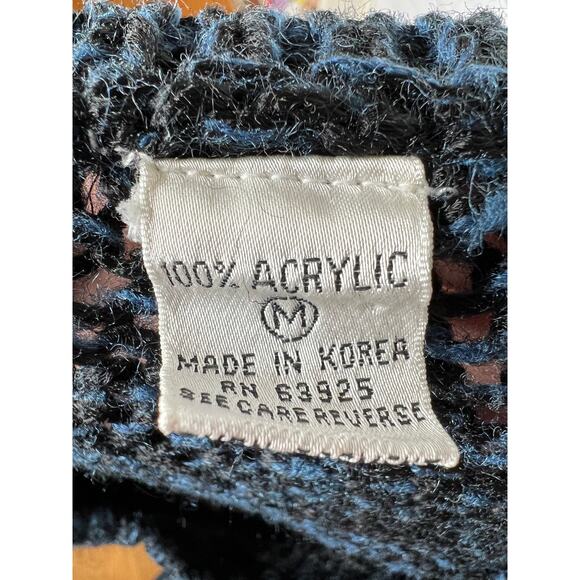 100% ACRYLIC
M
MADE IN KOREA
RN 63925
SEE CARE REVERSE